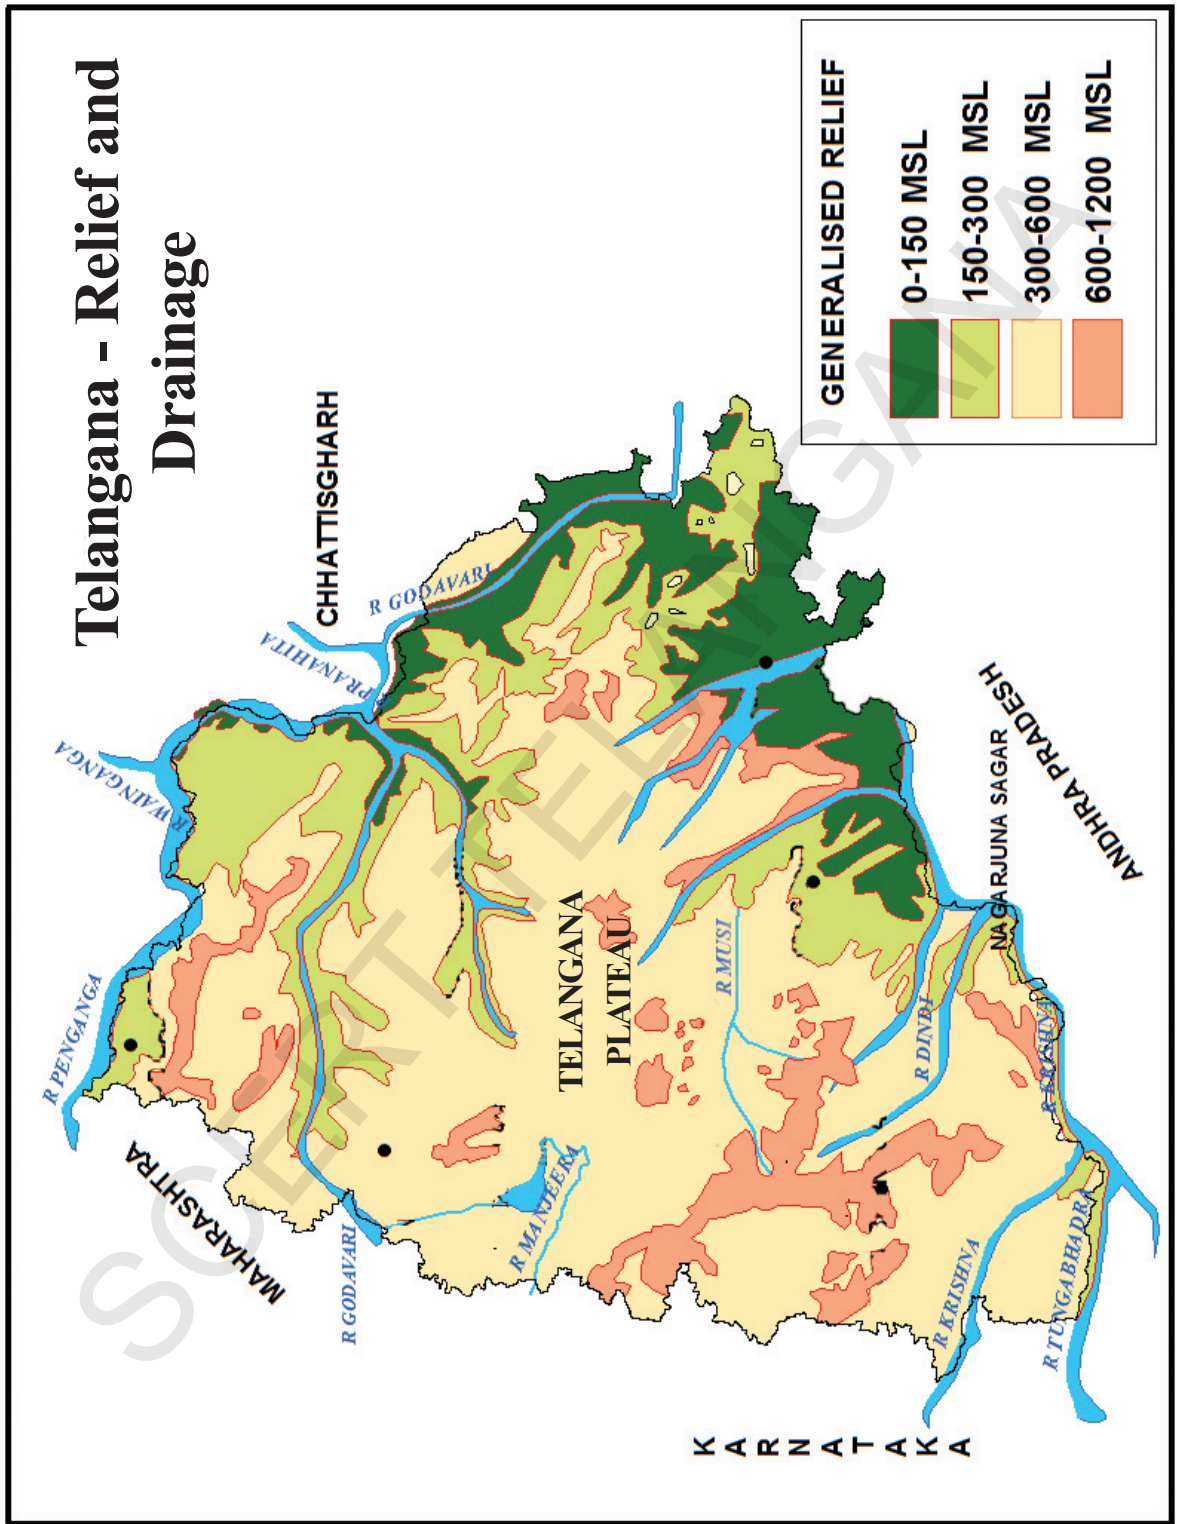 Telangana - Relief and
Drainage
CHHATTISGHARH
R GODAVARI
R PRANAHITA
R WAINGANGA
R PENGANGA
MAHARASHTRA
R GODAVARI
R MANJEERA
TELANGANA
PLATEAU
R MUSI
R DINDI
R KRISHNA
NAGARJUNA SAGAR
ANDHRA PRADESH
R KRISHNA
R TUNGABHADRA
KARNATAKA
GENERALISED RELIEF
0-150 MSL
150-300 MSL
300-600 MSL
600-1200 MSL
SCERT TELANGANA